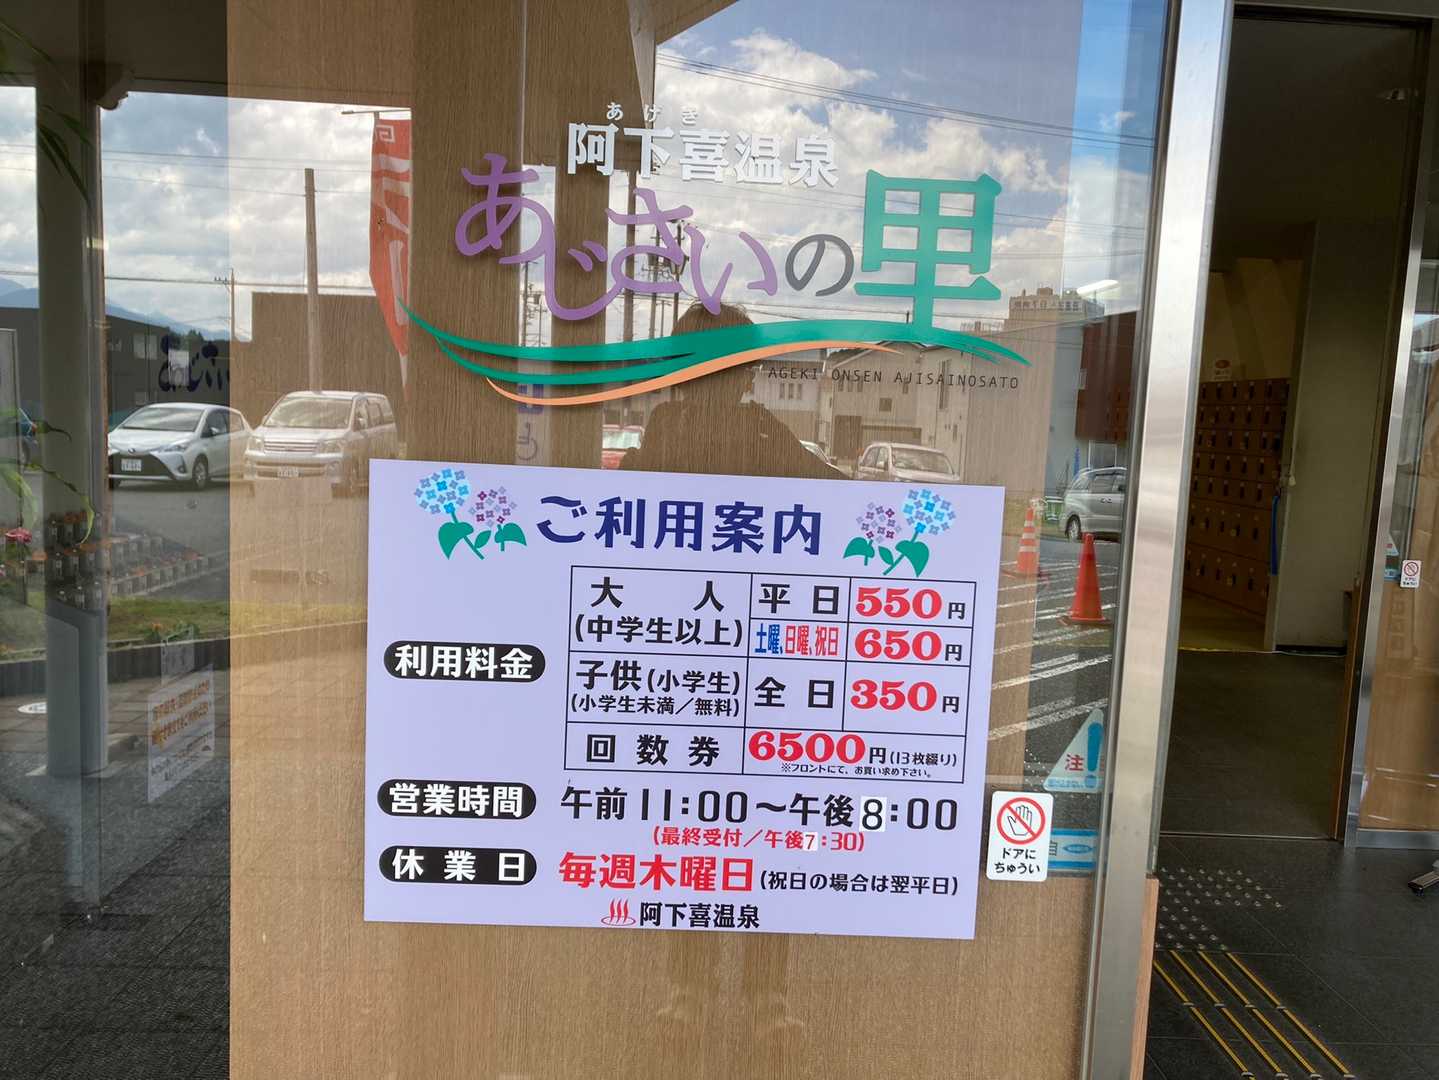 あげき
阿下喜温泉
あじさいの里
AGEKI ONSEN AJISAINOSATO
ご利用案内
利用料金
大人
(中学生以上)
平日
550円
土曜、日曜、祝日
650円
子供(小学生)
(小学生未満／無料)
全日
350円
回数券
6500円(13枚綴り)
※フロントにて、お買い求め下さい。
営業時間
午前11:00〜午後8:00
(最終受付／午後7:30)
休業日
毎週木曜日(祝日の場合は翌平日)
阿下喜温泉
注!
ドアに
ちゅうい